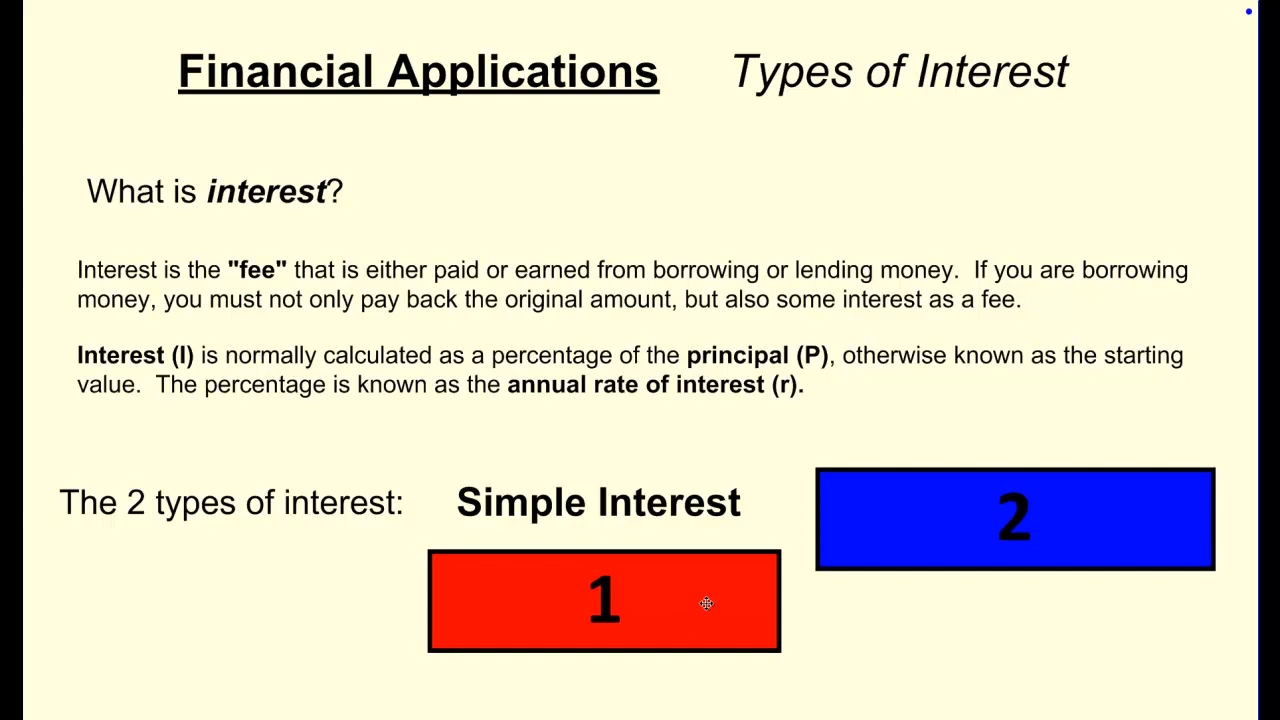 Financial Applications Types of Interest
What is interest?
Interest is the "fee" that is either paid or earned from borrowing or lending money.  If you are borrowing
money, you must not only pay back the original amount, but also some interest as a fee.
Interest (I) is normally calculated as a percentage of the principal (P), otherwise known as the starting
value.  The percentage is known as the annual rate of interest (r).
The 2 types of interest: Simple Interest 2
1